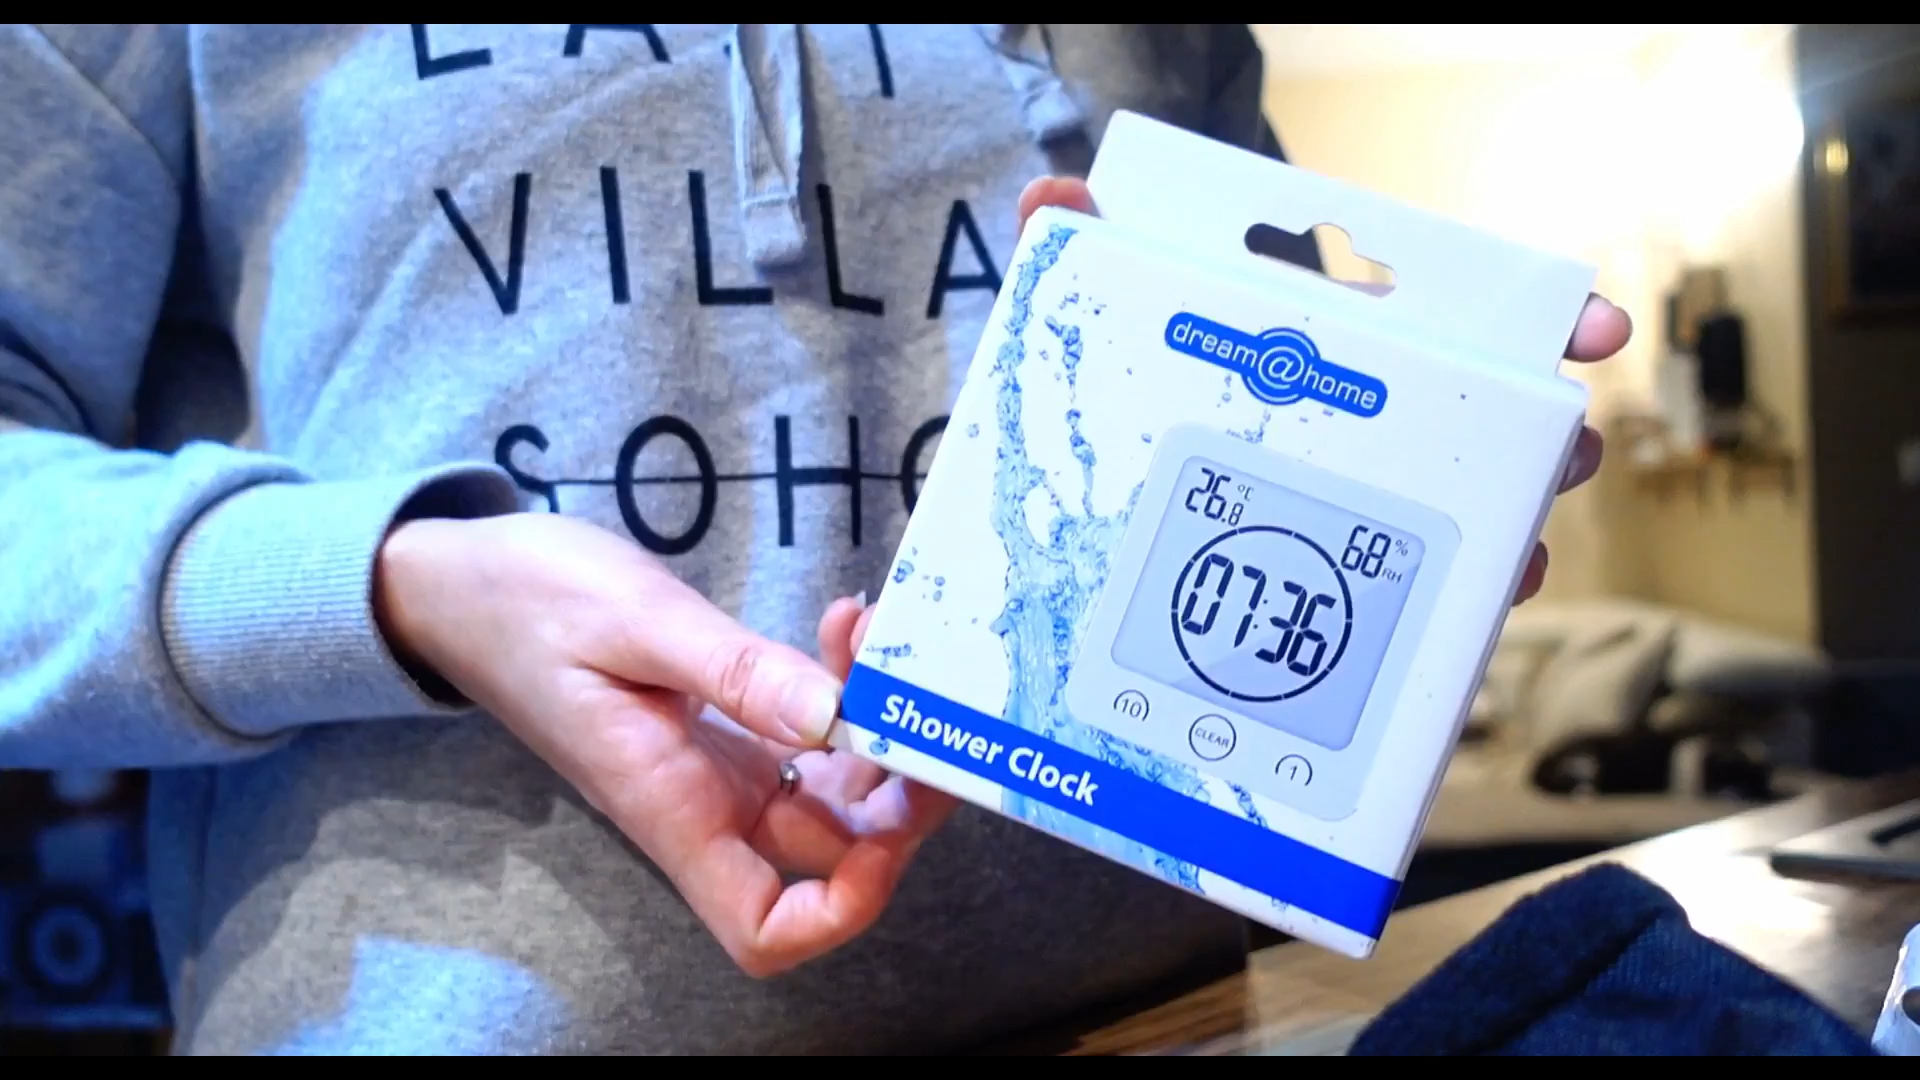 VILLA
SOHO
dream@home
26.8 °C
68 % RH
07:36
10
CLEAR
1
Shower Clock